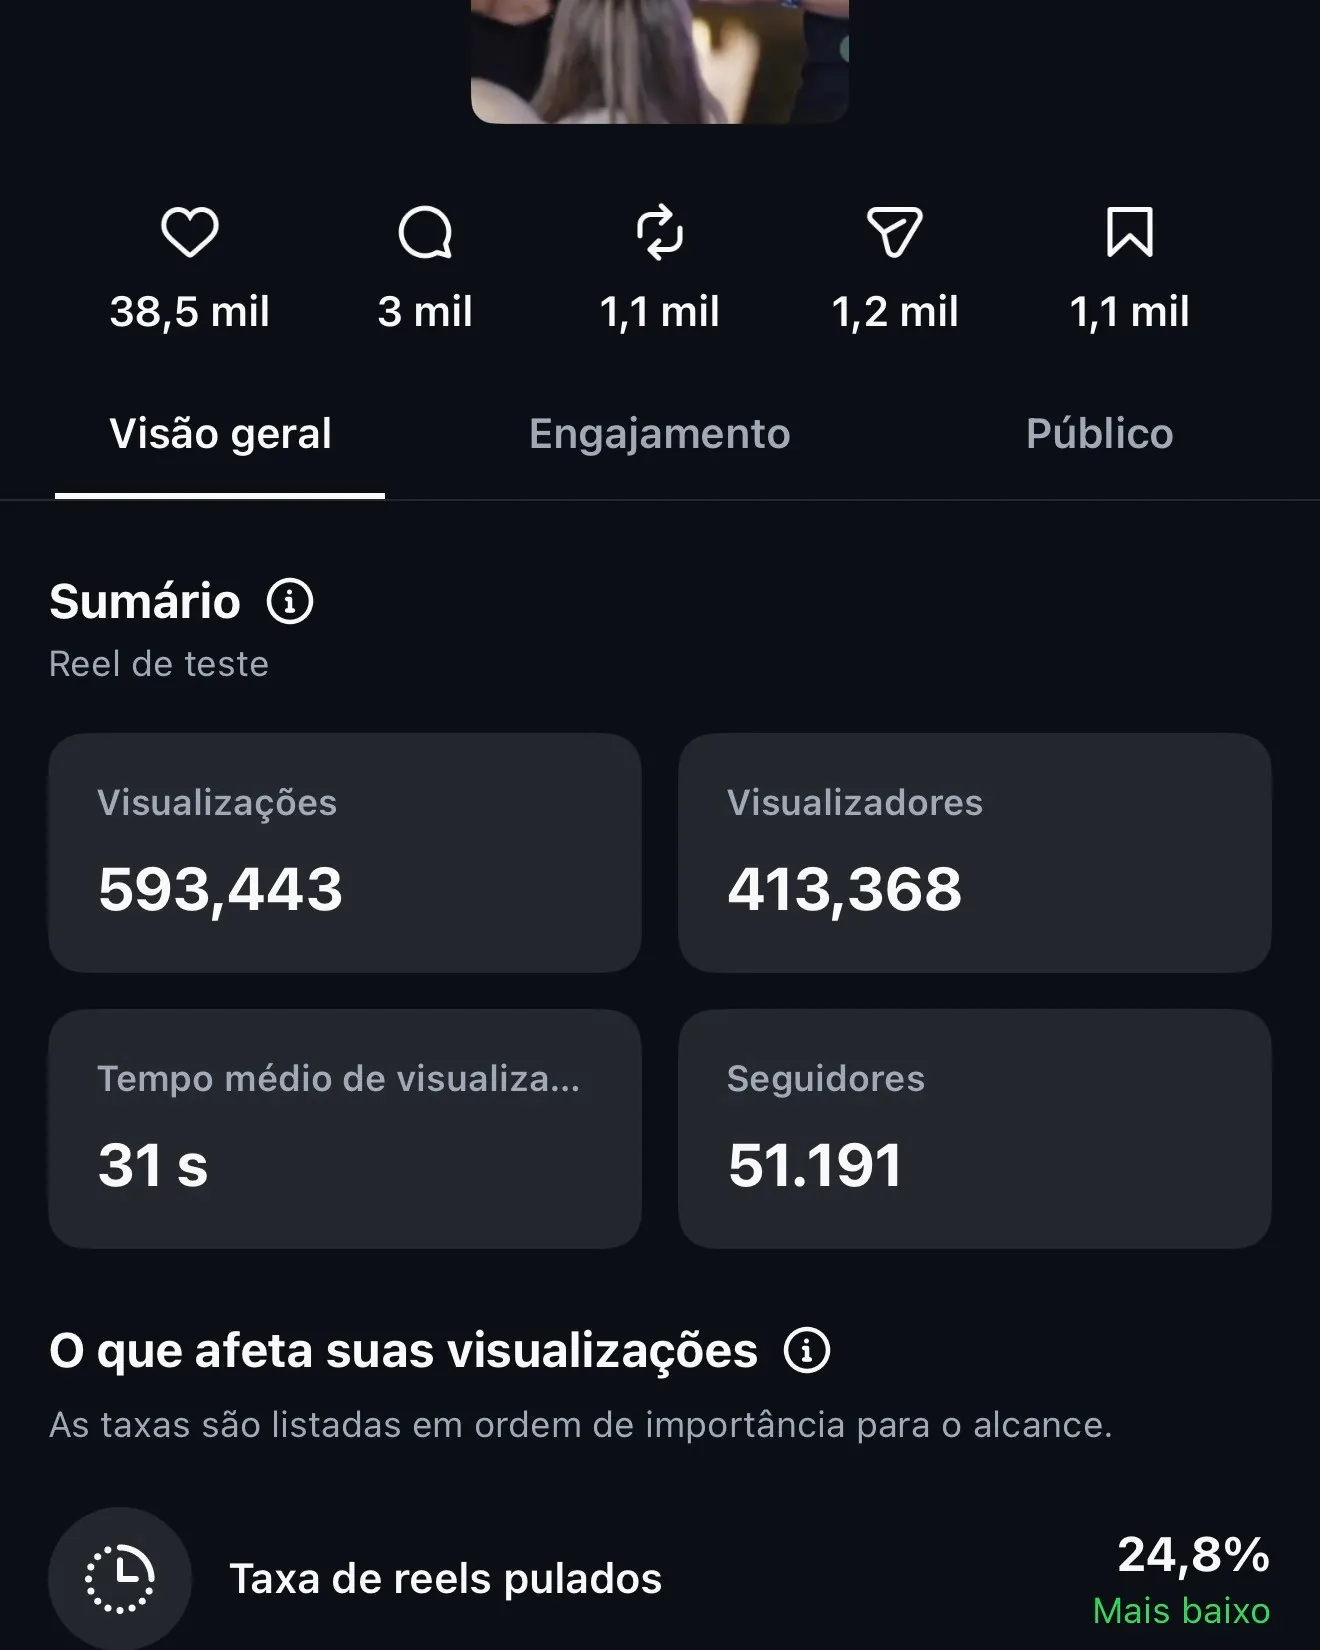 38,5 mil 3 mil 1,1 mil 1,2 mil 1,1 mil
Visão geral Engajamento Público
Sumário
Reel de teste
Visualizações Visualizadores
593,443 413,368
Tempo médio de visualiza... Seguidores
31 s 51.191
O que afeta suas visualizações
As taxas são listadas em ordem de importância para o alcance.
Taxa de reels pulados 24,8%
Mais baixo